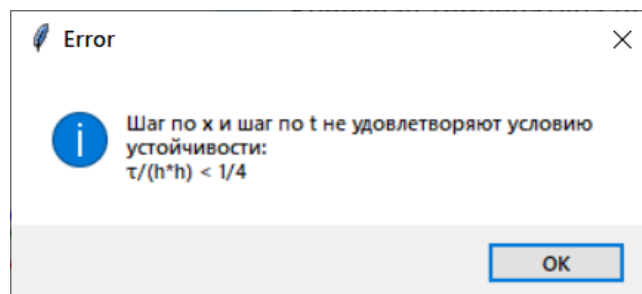 Error
Шаг по x и шаг по t не удовлетворяют условию
устойчивости:
τ/(h*h) < 1/4
OK